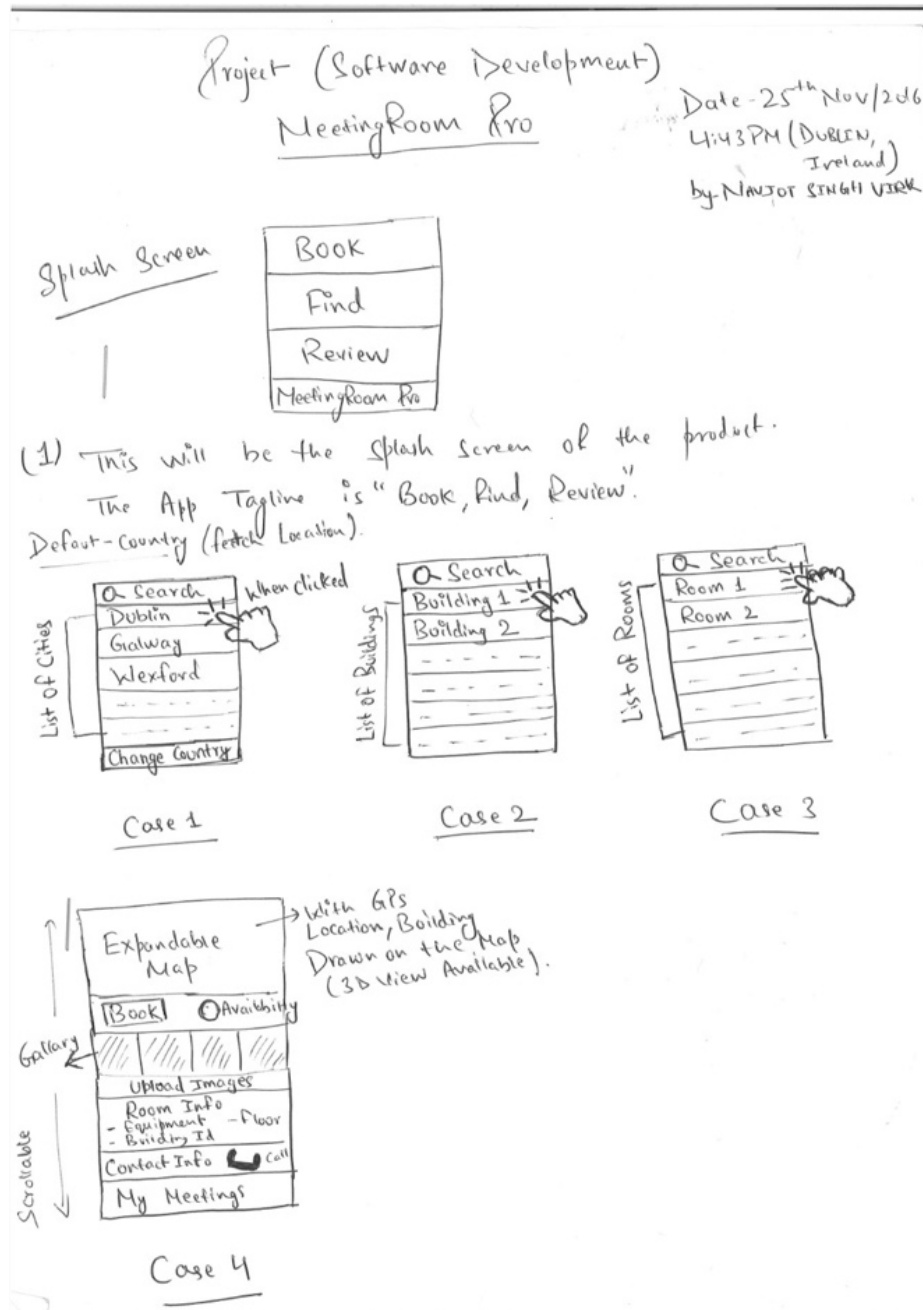 Project (Software Development)
MeetingRoom Pro
Date - 25th Nov/2016
4:43PM (DUBLIN,
Ireland)
by - NAVJOT SINGH VIRK
Splash Screen
Book
Find
Review
MeetingRoom Pro
(1) This will be the splash screen of the product.
The App Tagline is "Book, Find, Review".
Defaut-Country (fetch Location).
Search
Dublin
Galway
Wexford
Change Country
List of Cities
When clicked
Case 1
Search
Building 1
Building 2
List of Buildings
Case 2
Search
Room 1
Room 2
List of Rooms
Case 3
Expandable
Map
With GPS
Location, Building
Drawn on the Map
(3D View Available).
Book Availability
Gallary
Upload Images
Room Info
- Equipment - Floor
- Building Id
Contact Info Call
My Meetings
Scrollable
Case 4